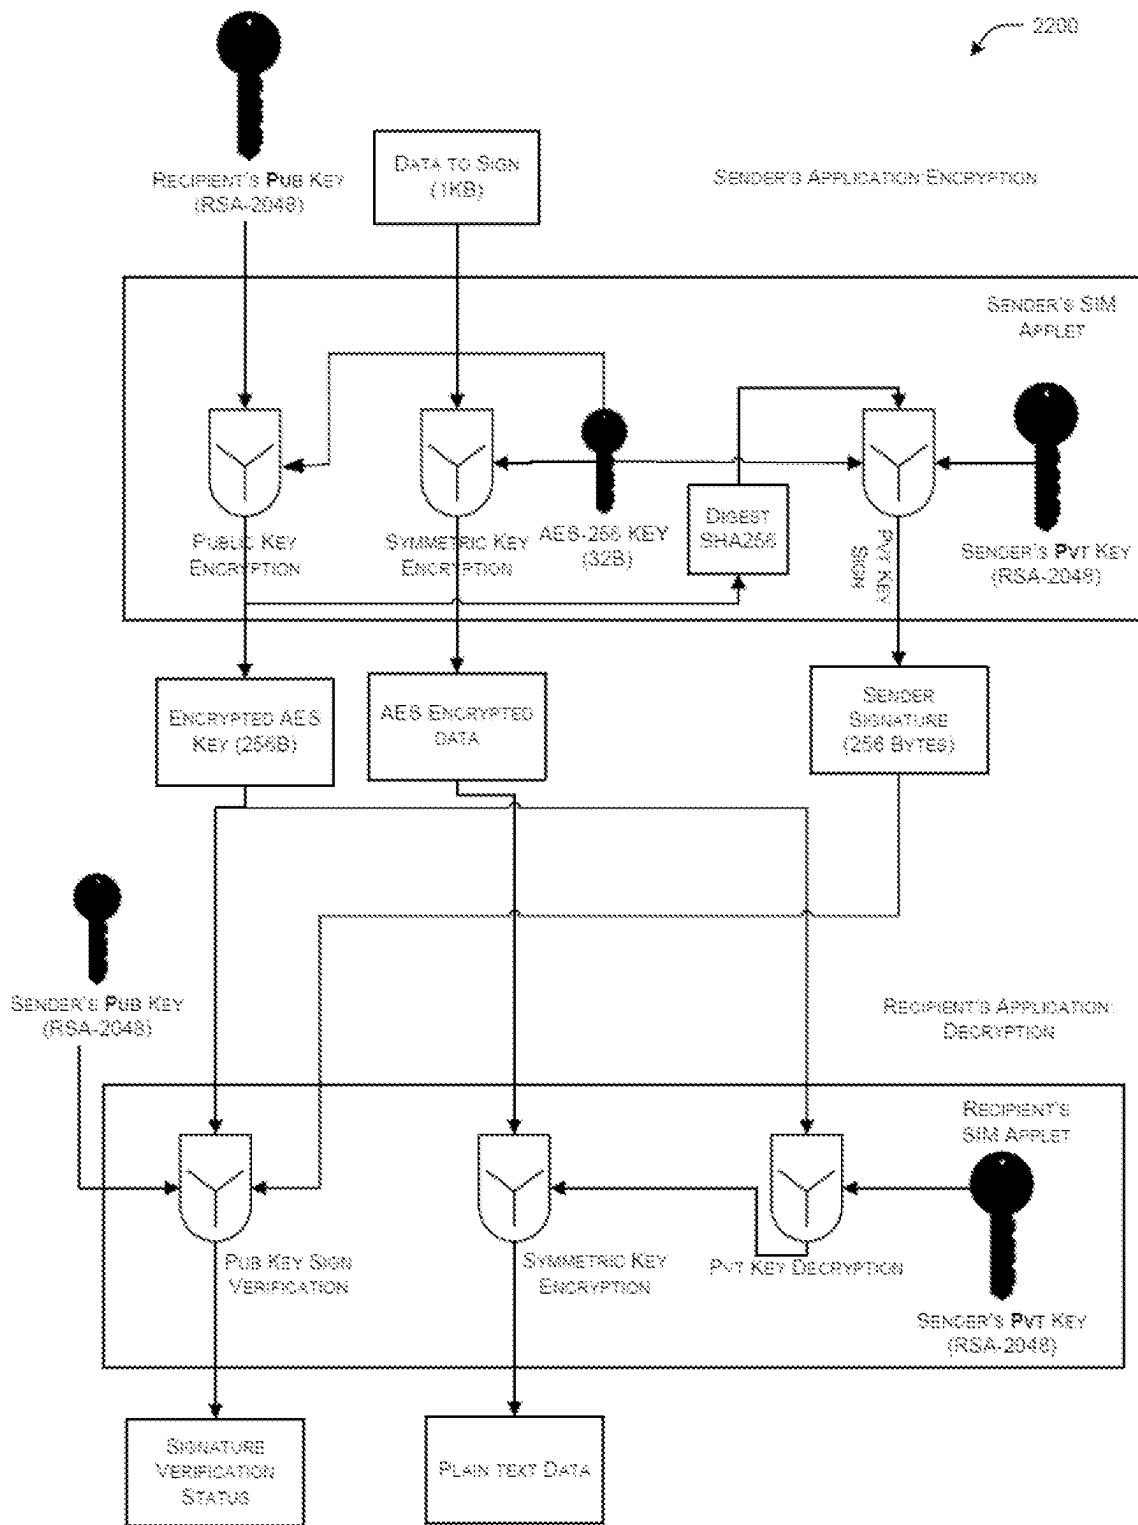 2200
RECIPIENT'S PUB KEY
(RSA-2048)
DATA TO SIGN
(1KB)
SENDER'S APPLICATION ENCRYPTION
SENDER'S SIM
APPLET
PUBLIC KEY
ENCRYPTION
SYMMETRIC KEY
ENCRYPTION
AES-256 KEY
(32B)
DIGEST
SHA256
PVT KEY
SIGN
SENDER'S PVT KEY
(RSA-2048)
ENCRYPTED AES
KEY (256B)
AES ENCRYPTED
DATA
SENDER
SIGNATURE
(256 BYTES)
SENDER'S PUB KEY
(RSA-2048)
RECIPIENT'S APPLICATION
DECRYPTION
RECIPIENT'S
SIM APPLET
PUB KEY SIGN
VERIFICATION
SYMMETRIC KEY
ENCRYPTION
PVT KEY DECRYPTION
SENDER'S PVT KEY
(RSA-2048)
SIGNATURE
VERIFICATION
STATUS
PLAIN TEXT DATA